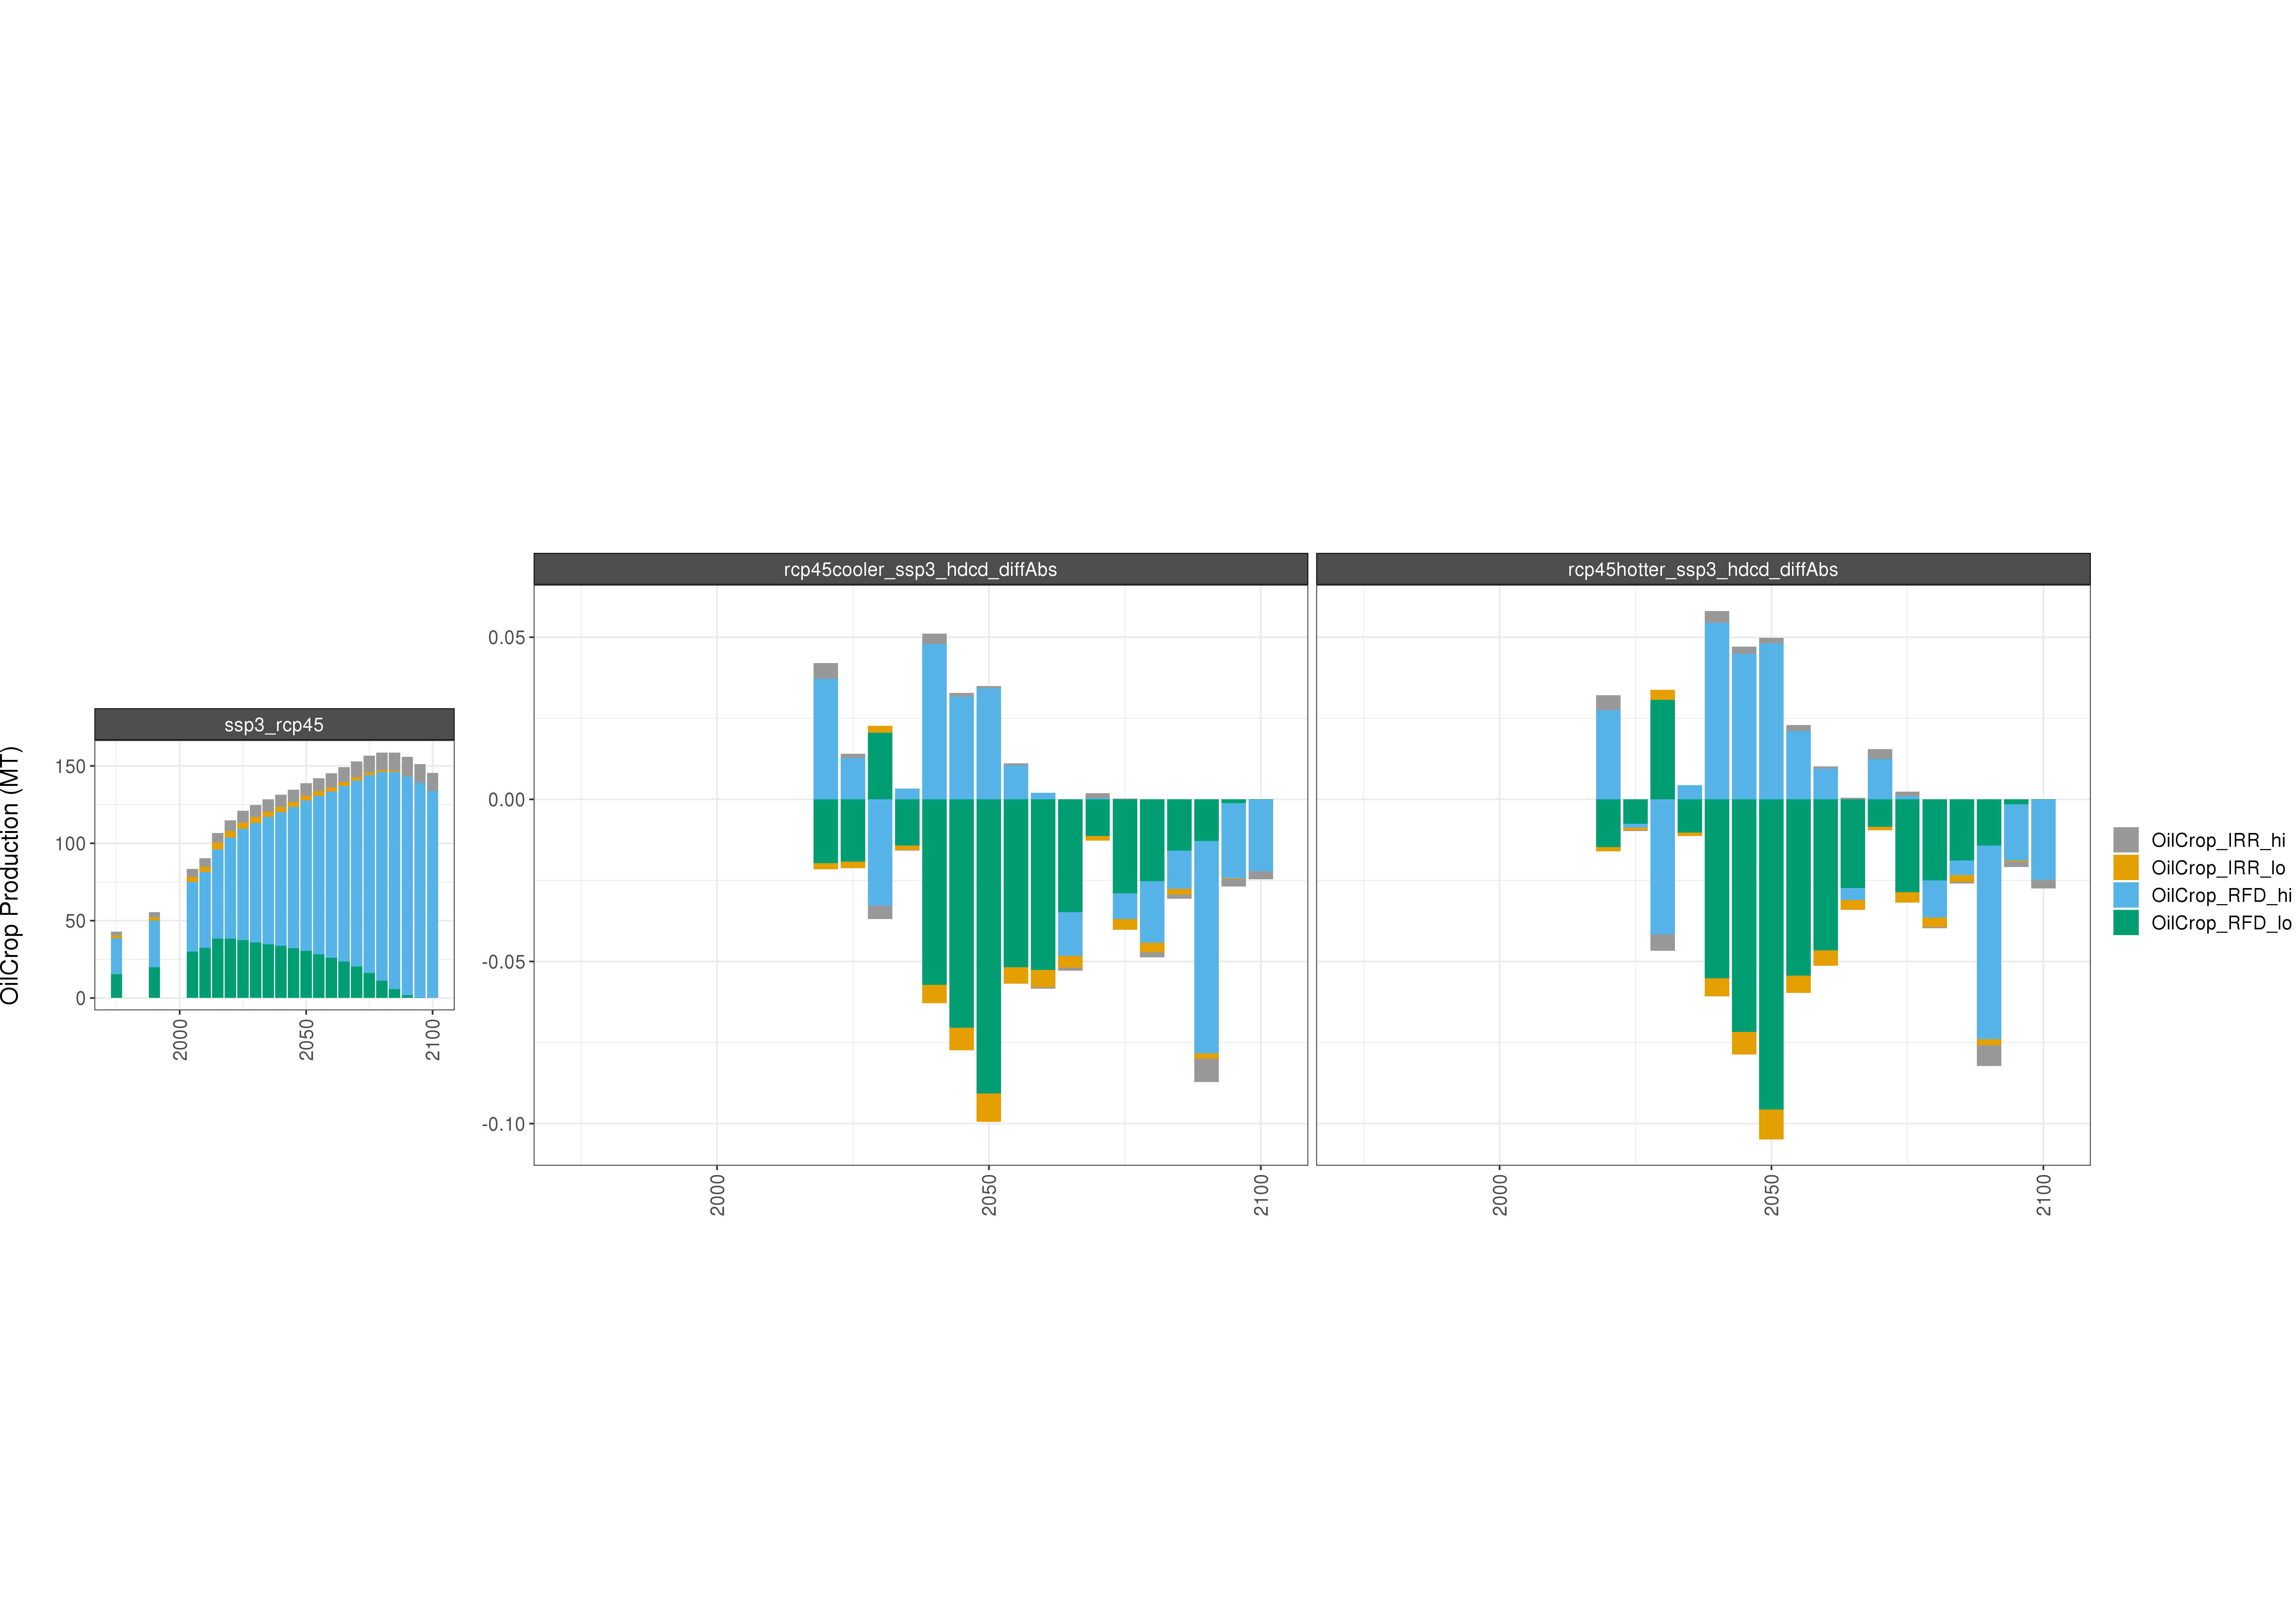 rcp45cooler_ssp3_hdcd_diffAbs
rcp45hotter_ssp3_hdcd_diffAbs
0.05
0.00
-0.05
-0.10
2000
2050
2100
2000
2050
2100
ssp3_rcp45
OilCrop Production (MT)
150
100
50
0
2000
2050
2100
OilCrop_IRR_hi
OilCrop_IRR_lo
OilCrop_RFD_hi
OilCrop_RFD_lo